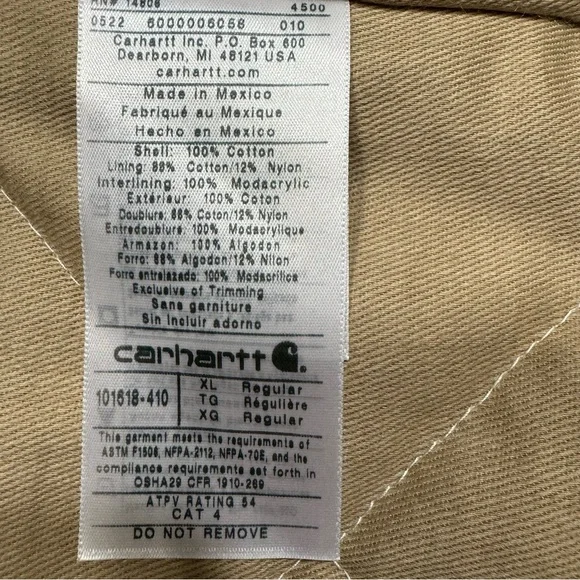 RN# 14806 4500
0522 6000006058 010
Carhartt Inc. P.O. Box 600
Dearborn, MI 48121 USA
carhartt.com
Made in Mexico
Fabriqué au Mexique
Hecho en Mexico
Shell: 100% Cotton
Lining: 88% Cotton/12% Nylon
Interlining: 100% Modacrylic
Extérieur: 100% Coton
Doublure: 88% Coton/12% Nylon
Entredoublure: 100% Modacrylique
Armazon: 100% Algodon
Forro: 88% Algodon/12% Nilon
Forro entrelazado: 100% Modacrilica
Exclusive of Trimming
Sans garniture
Sin incluir adorno
carhartt
101618-410
XL Regular
TG Régulière
XG Regular
This garment meets the requirements of
ASTM F1506, NFPA-2112, NFPA-70E, and the
compliance requirements set forth in
OSHA29 CFR 1910-269
ATPV RATING 54
CAT 4
DO NOT REMOVE